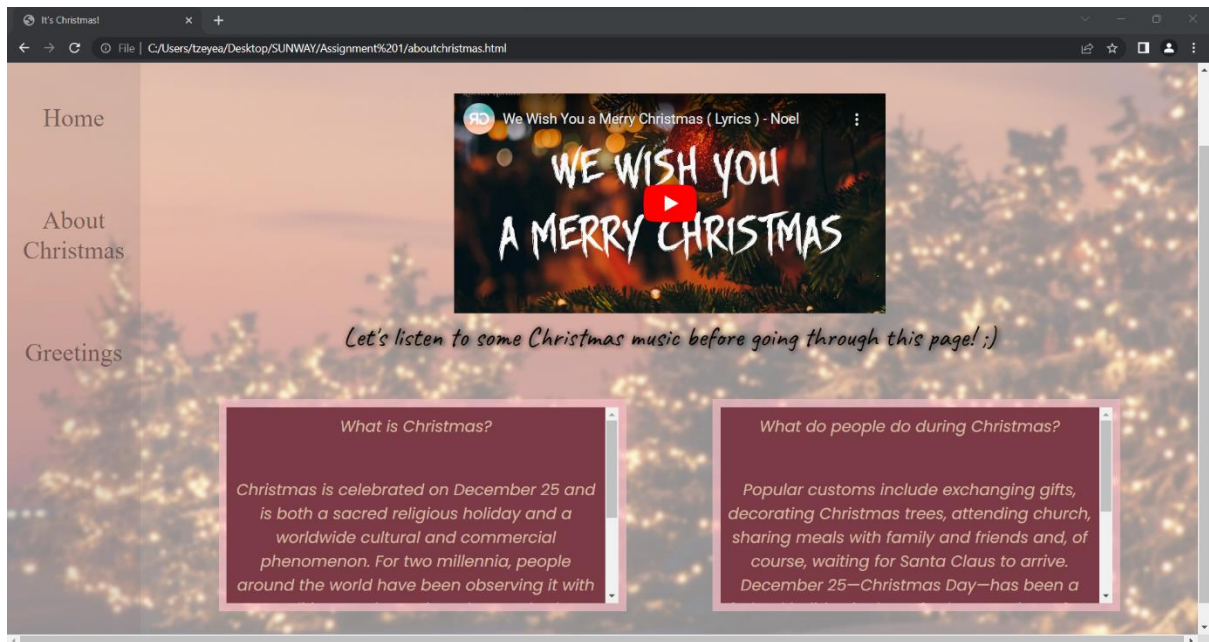 It's Christmas!
File | C:/Users/tzeyea/Desktop/SUNWAY/Assignment%201/aboutchristmas.html
Home
About
Christmas
Greetings
We Wish You a Merry Christmas ( Lyrics ) - Noel
WE WISH YOU
A MERRY CHRISTMAS
Let's listen to some Christmas music before going through this page! ;)
What is Christmas?
Christmas is celebrated on December 25 and
is both a sacred religious holiday and a
worldwide cultural and commercial
phenomenon. For two millennia, people
around the world have been observing it with
What do people do during Christmas?
Popular customs include exchanging gifts,
decorating Christmas trees, attending church,
sharing meals with family and friends and, of
course, waiting for Santa Claus to arrive.
December 25—Christmas Day—has been a